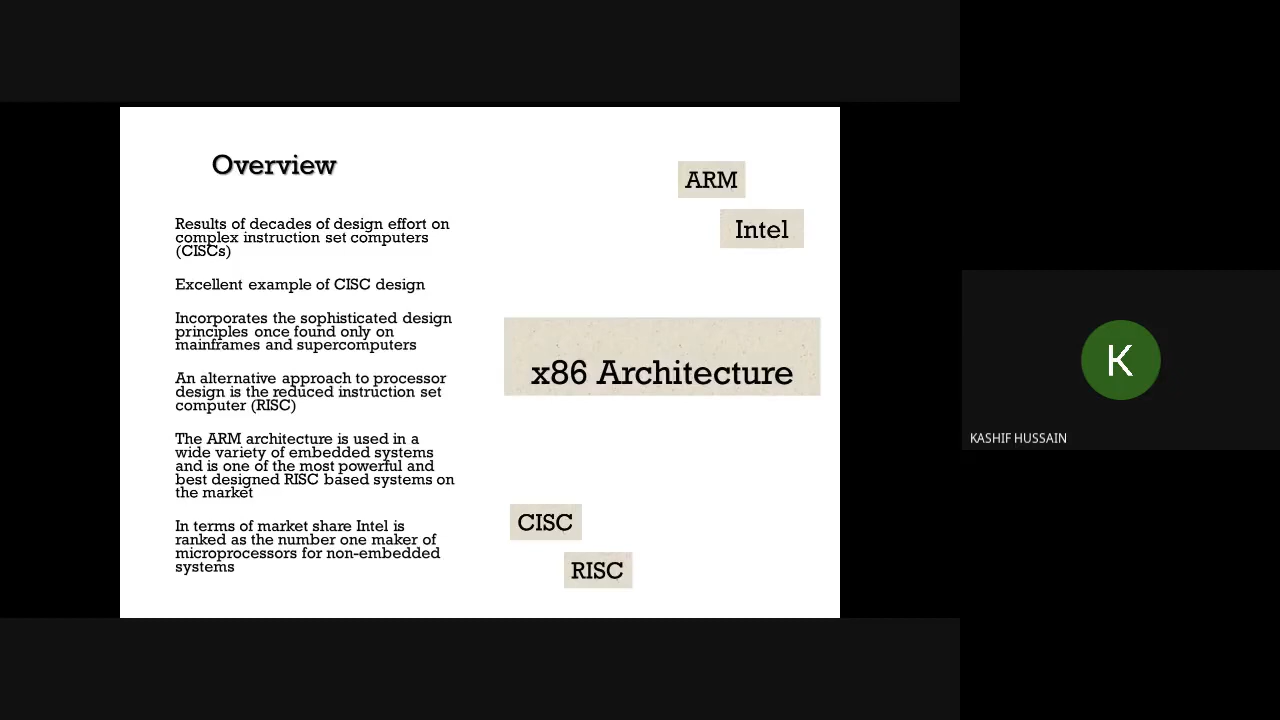 Overview
Results of decades of design effort on
complex instruction set computers
(CISCs)
Excellent example of CISC design
Incorporates the sophisticated design
principles once found only on
mainframes and supercomputers
An alternative approach to processor
design is the reduced instruction set
computer (RISC)
The ARM architecture is used in a
wide variety of embedded systems
and is one of the most powerful and
best designed RISC based systems on
the market
In terms of market share Intel is
ranked as the number one maker of
microprocessors for non-embedded
systems
ARM
Intel
x86 Architecture
CISC
RISC
K
KASHIF HUSSAIN